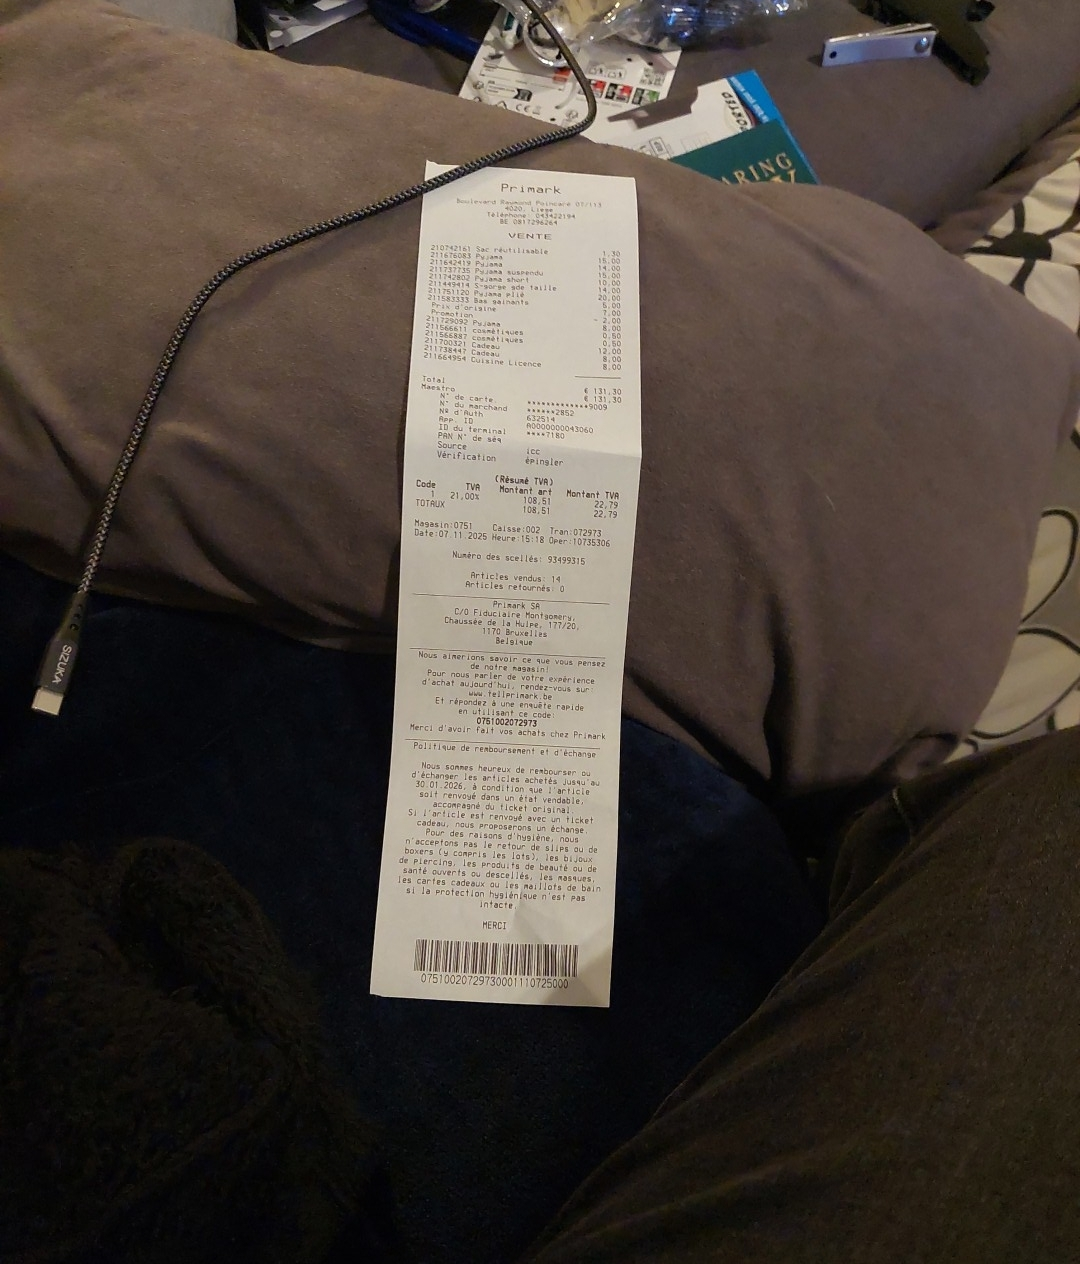 ORTED
ARING
Primark
Boulevard Raymond Poincaré 07/113
4020, Liege
Téléphone: 043422194
BE 0817296264
VENTE
210742161 Sac réutilisable 1,30
211676083 Pyjama 15,00
211642419 Pyjama 14,00
211737735 Pyjama suspendu 15,00
211742802 Pyjama short 10,00
211449414 S-gorge gde taille 14,00
211751120 Pyjama plié 20,00
211583333 Bas gainants 5,00
Prix d'origine 7,00
Promotion - 2,00
211729092 Pyjama 8,00
211566611 cosmétiques 0,50
211566887 cosmétiques 0,50
211700321 Cadeau 12,00
211738447 Cadeau 8,00
211664954 Cuisine Licence 8,00
Total € 131,30
Maestro € 131,30
N° de carte ************9009
N° du marchand ******2852
Nº d'Auth 632514
App. ID A0000000043060
ID du terminal ****7180
PAN N° de séq
Source icc
Vérification épingler
(Résumé TVA)
Code TVA Montant art Montant TVA
1 21,00% 108,51 22,79
TOTAUX 108,51 22,79
Magasin:0751 Caisse:002 Tran:072973
Date:07.11.2025 Heure:15:18 Oper:10735306
Numéro des scellés: 93499315
Articles vendus: 14
Articles retournés: 0
Primark SA
C/O Fiduciaire Montgomery,
Chaussée de la Hulpe, 177/20,
1170 Bruxelles
Belgique
Nous aimerions savoir ce que vous pensez
de notre magasin!
Pour nous parler de votre expérience
d'achat aujourd'hui, rendez-vous sur:
www.tellprimark.be
Et répondez à une enquête rapide
en utilisant ce code:
0751002072973
Merci d'avoir fait vos achats chez Primark
Politique de remboursement et d'échange
Nous sommes heureux de rembourser ou
d'échanger les articles achetés jusqu'au
30.01.2026, à condition que l'article
soit renvoyé dans un état vendable,
accompagné du ticket original.
Si l'article est renvoyé avec un ticket
cadeau, nous proposerons un échange.
Pour des raisons d'hygiène, nous
n'acceptons pas le retour de slips ou de
boxers (y compris les lots), les bijoux
de piercing, les produits de beauté ou de
santé ouverts ou descellés, les masques,
les cartes cadeaux ou les maillots de bain
si la protection hygiénique n'est pas
intacte.
MERCI
07510020729730001110725000
SIZUKA